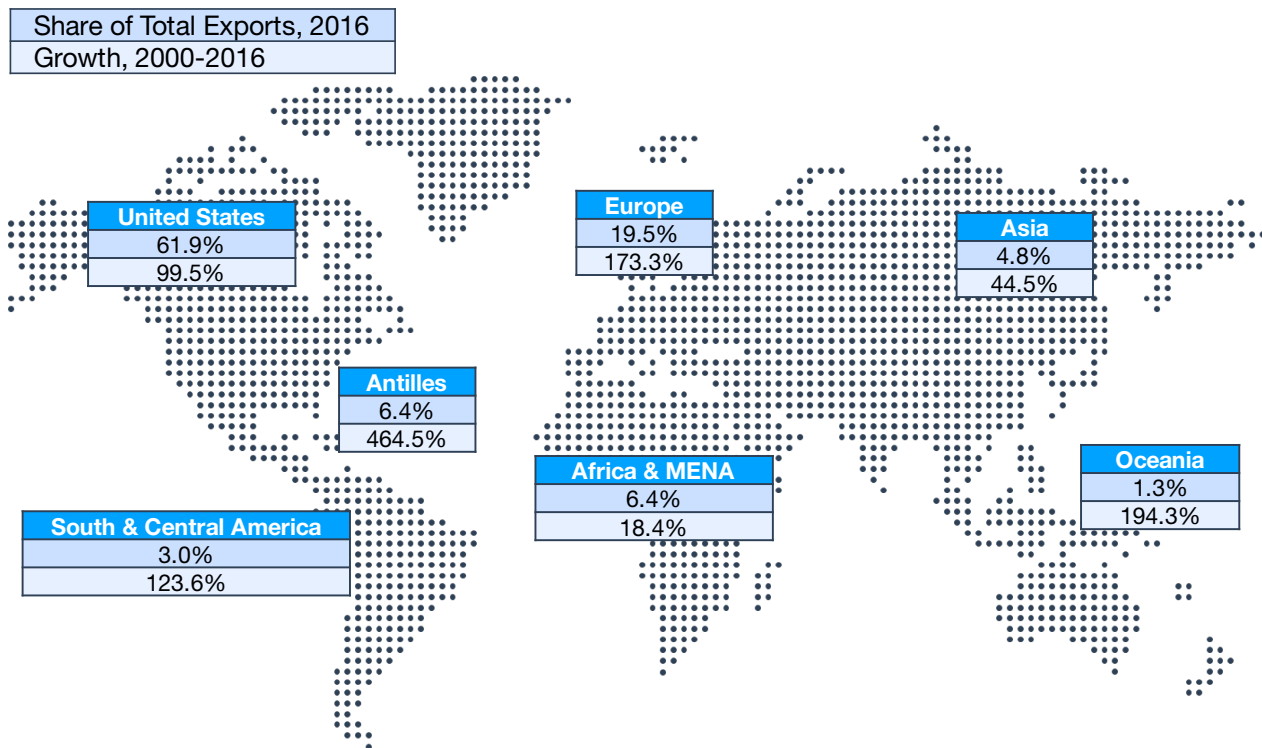 Share of Total Exports, 2016
Growth, 2000-2016
United States
61.9%
99.5%
Europe
19.5%
173.3%
Asia
4.8%
44.5%
Antilles
6.4%
464.5%
Africa & MENA
6.4%
18.4%
Oceania
1.3%
194.3%
South & Central America
3.0%
123.6%